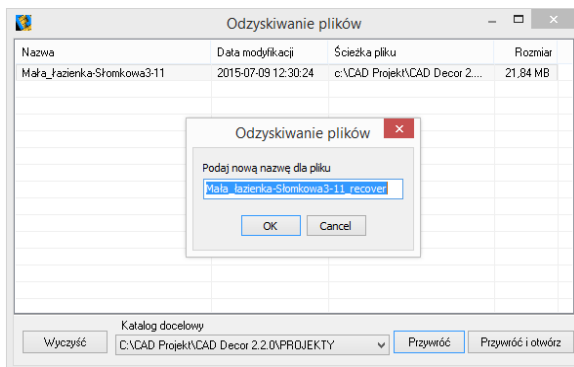 Odzyskiwanie plików
Nazwa Data modyfikacji Ścieżka pliku Rozmiar
Mała_łazienka-Słomkowa3-11 2015-07-09 12:30:24 c:\CAD Projekt\CAD Decor 2.... 21,84 MB
Odzyskiwanie plików
Podaj nową nazwę dla pliku
Mała_łazienka-Słomkowa3-11_recover
OK Cancel
Katalog docelowy
Wyczyść C:\CAD Projekt\CAD Decor 2.2.0\PROJEKTY Przywróć Przywróć i otwórz